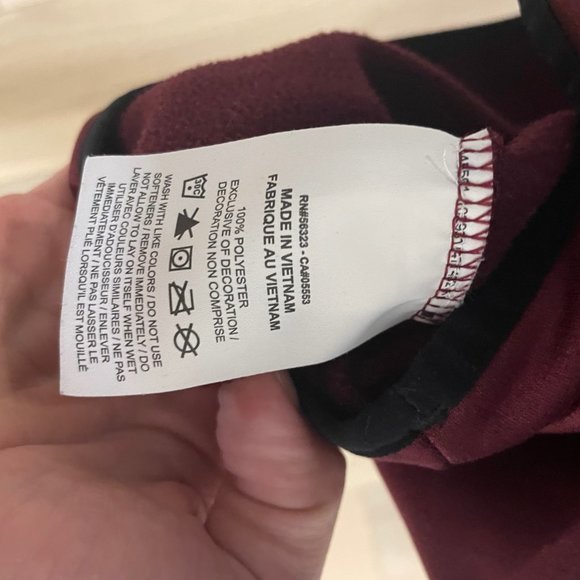 RN#56323 - CA#05553
MADE IN VIETNAM
FABRIQUE AU VIETNAM
100% POLYESTER
EXCLUSIVE OF DECORATION /
DECORATION NON COMPRISE
30C
WASH WITH LIKE COLORS / DO NOT USE
SOFTENERS / REMOVE IMMEDIATELY / DO
NOT ALLOW TO LAY ON ITSELF WHEN WET
LAVER AVEC COULEURS SIMILAIRES / NE PAS
UTILISER D'ADOUCISSEUR / ENLEVER
IMMÉDIATEMENT / NE PAS LAISSER LE
VÊTEMENT PLIÉ LORSQU'IL EST MOUILLÉ